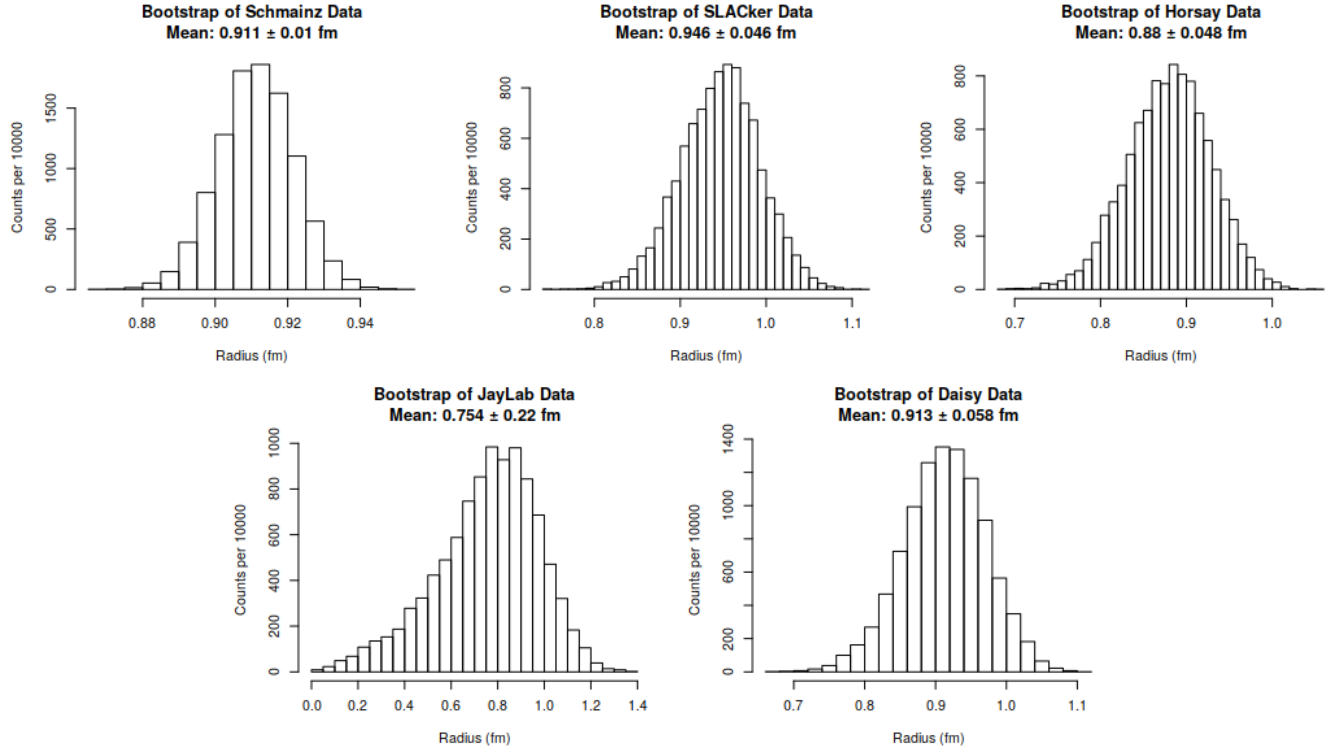 Bootstrap of Schmainz Data
Mean: 0.911 ± 0.01 fm
Counts per 10000
0
500
1000
1500
0.88 0.90 0.92 0.94
Radius (fm)
Bootstrap of SLACker Data
Mean: 0.946 ± 0.046 fm
Counts per 10000
0
200
400
600
800
0.8 0.9 1.0 1.1
Radius (fm)
Bootstrap of Horsay Data
Mean: 0.88 ± 0.048 fm
Counts per 10000
0
200
400
600
800
0.7 0.8 0.9 1.0
Radius (fm)
Bootstrap of JayLab Data
Mean: 0.754 ± 0.22 fm
Counts per 10000
0
200
400
600
800
1000
0.0 0.2 0.4 0.6 0.8 1.0 1.2 1.4
Radius (fm)
Bootstrap of Daisy Data
Mean: 0.913 ± 0.058 fm
Counts per 10000
0
200
600
1000
1400
0.7 0.8 0.9 1.0 1.1
Radius (fm)